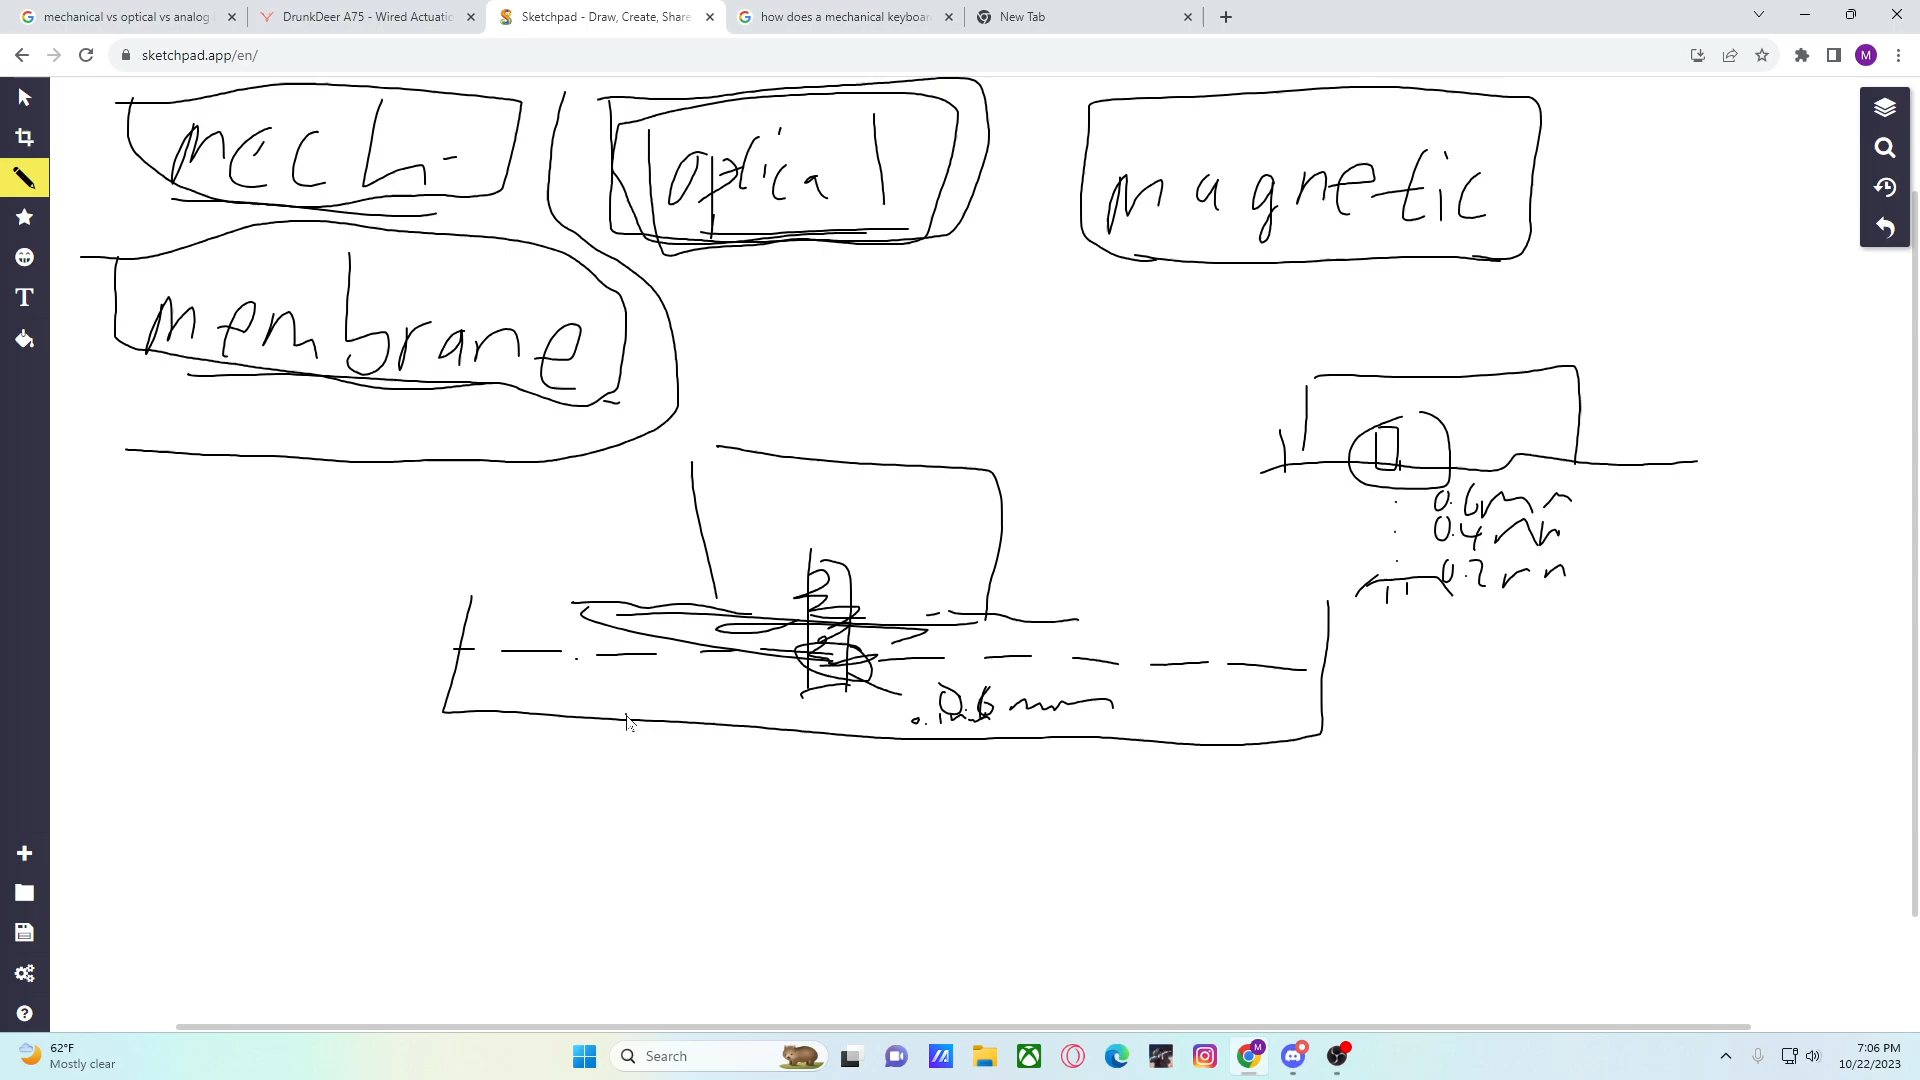 mechanical vs optical vs analog
DrunkDeer A75 - Wired Actuatio
Sketchpad - Draw, Create, Share
how does a mechanical keyboar
New Tab
sketchpad.app/en/
M
mech
optical
magnetic
membrane
T
0.6mm
0.4mm
0.2mm
0.6mm
62°F
Mostly clear
Search
7:06 PM
10/22/2023